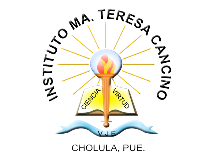 INSTITUTO MA. TERESA CANCINO
CIENCIA VIRTUD
V.J.F.
CHOLULA, PUE.